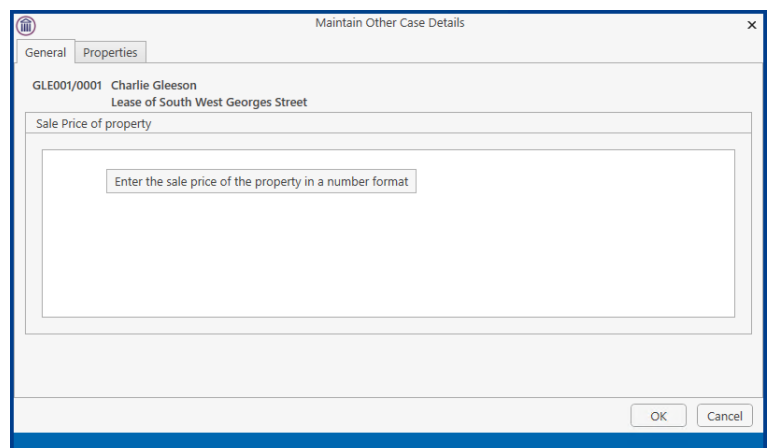 Maintain Other Case Details
General Properties
GLE001/0001 Charlie Gleeson
Lease of South West Georges Street
Sale Price of property
Enter the sale price of the property in a number format
OK Cancel